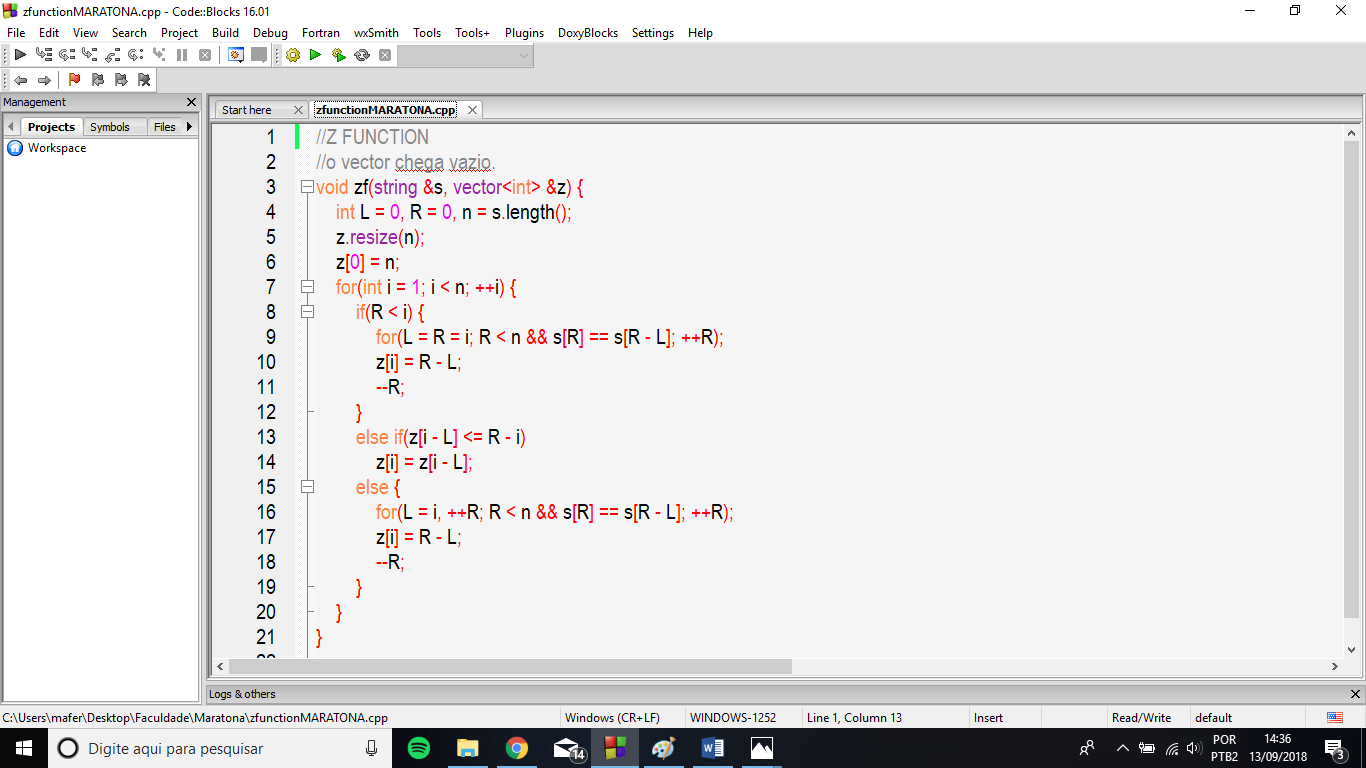 zfunctionMARATONA.cpp - Code::Blocks 16.01
File Edit View Search Project Build Debug Fortran wxSmith Tools Tools+ Plugins DoxyBlocks Settings Help
Management
Projects Symbols Files
Workspace
Start here zfunctionMARATONA.cpp
1 //Z FUNCTION
2 //o vector chega vazio.
3 void zf(string &s, vector<int> &z) {
4 int L = 0, R = 0, n = s.length();
5 z.resize(n);
6 z[0] = n;
7 for(int i = 1; i < n; ++i) {
8 if(R < i) {
9 for(L = R = i; R < n && s[R] == s[R - L]; ++R);
10 z[i] = R - L;
11 --R;
12 }
13 else if(z[i - L] <= R - i)
14 z[i] = z[i - L];
15 else {
16 for(L = i, ++R; R < n && s[R] == s[R - L]; ++R);
17 z[i] = R - L;
18 --R;
19 }
20 }
21 }
Logs & others
C:\Users\mafer\Desktop\Faculdade\Maratona\zfunctionMARATONA.cpp Windows (CR+LF) WINDOWS-1252 Line 1, Column 13 Insert Read/Write default
Digite aqui para pesquisar
14
POR
PTB2
14:36
13/09/2018
3